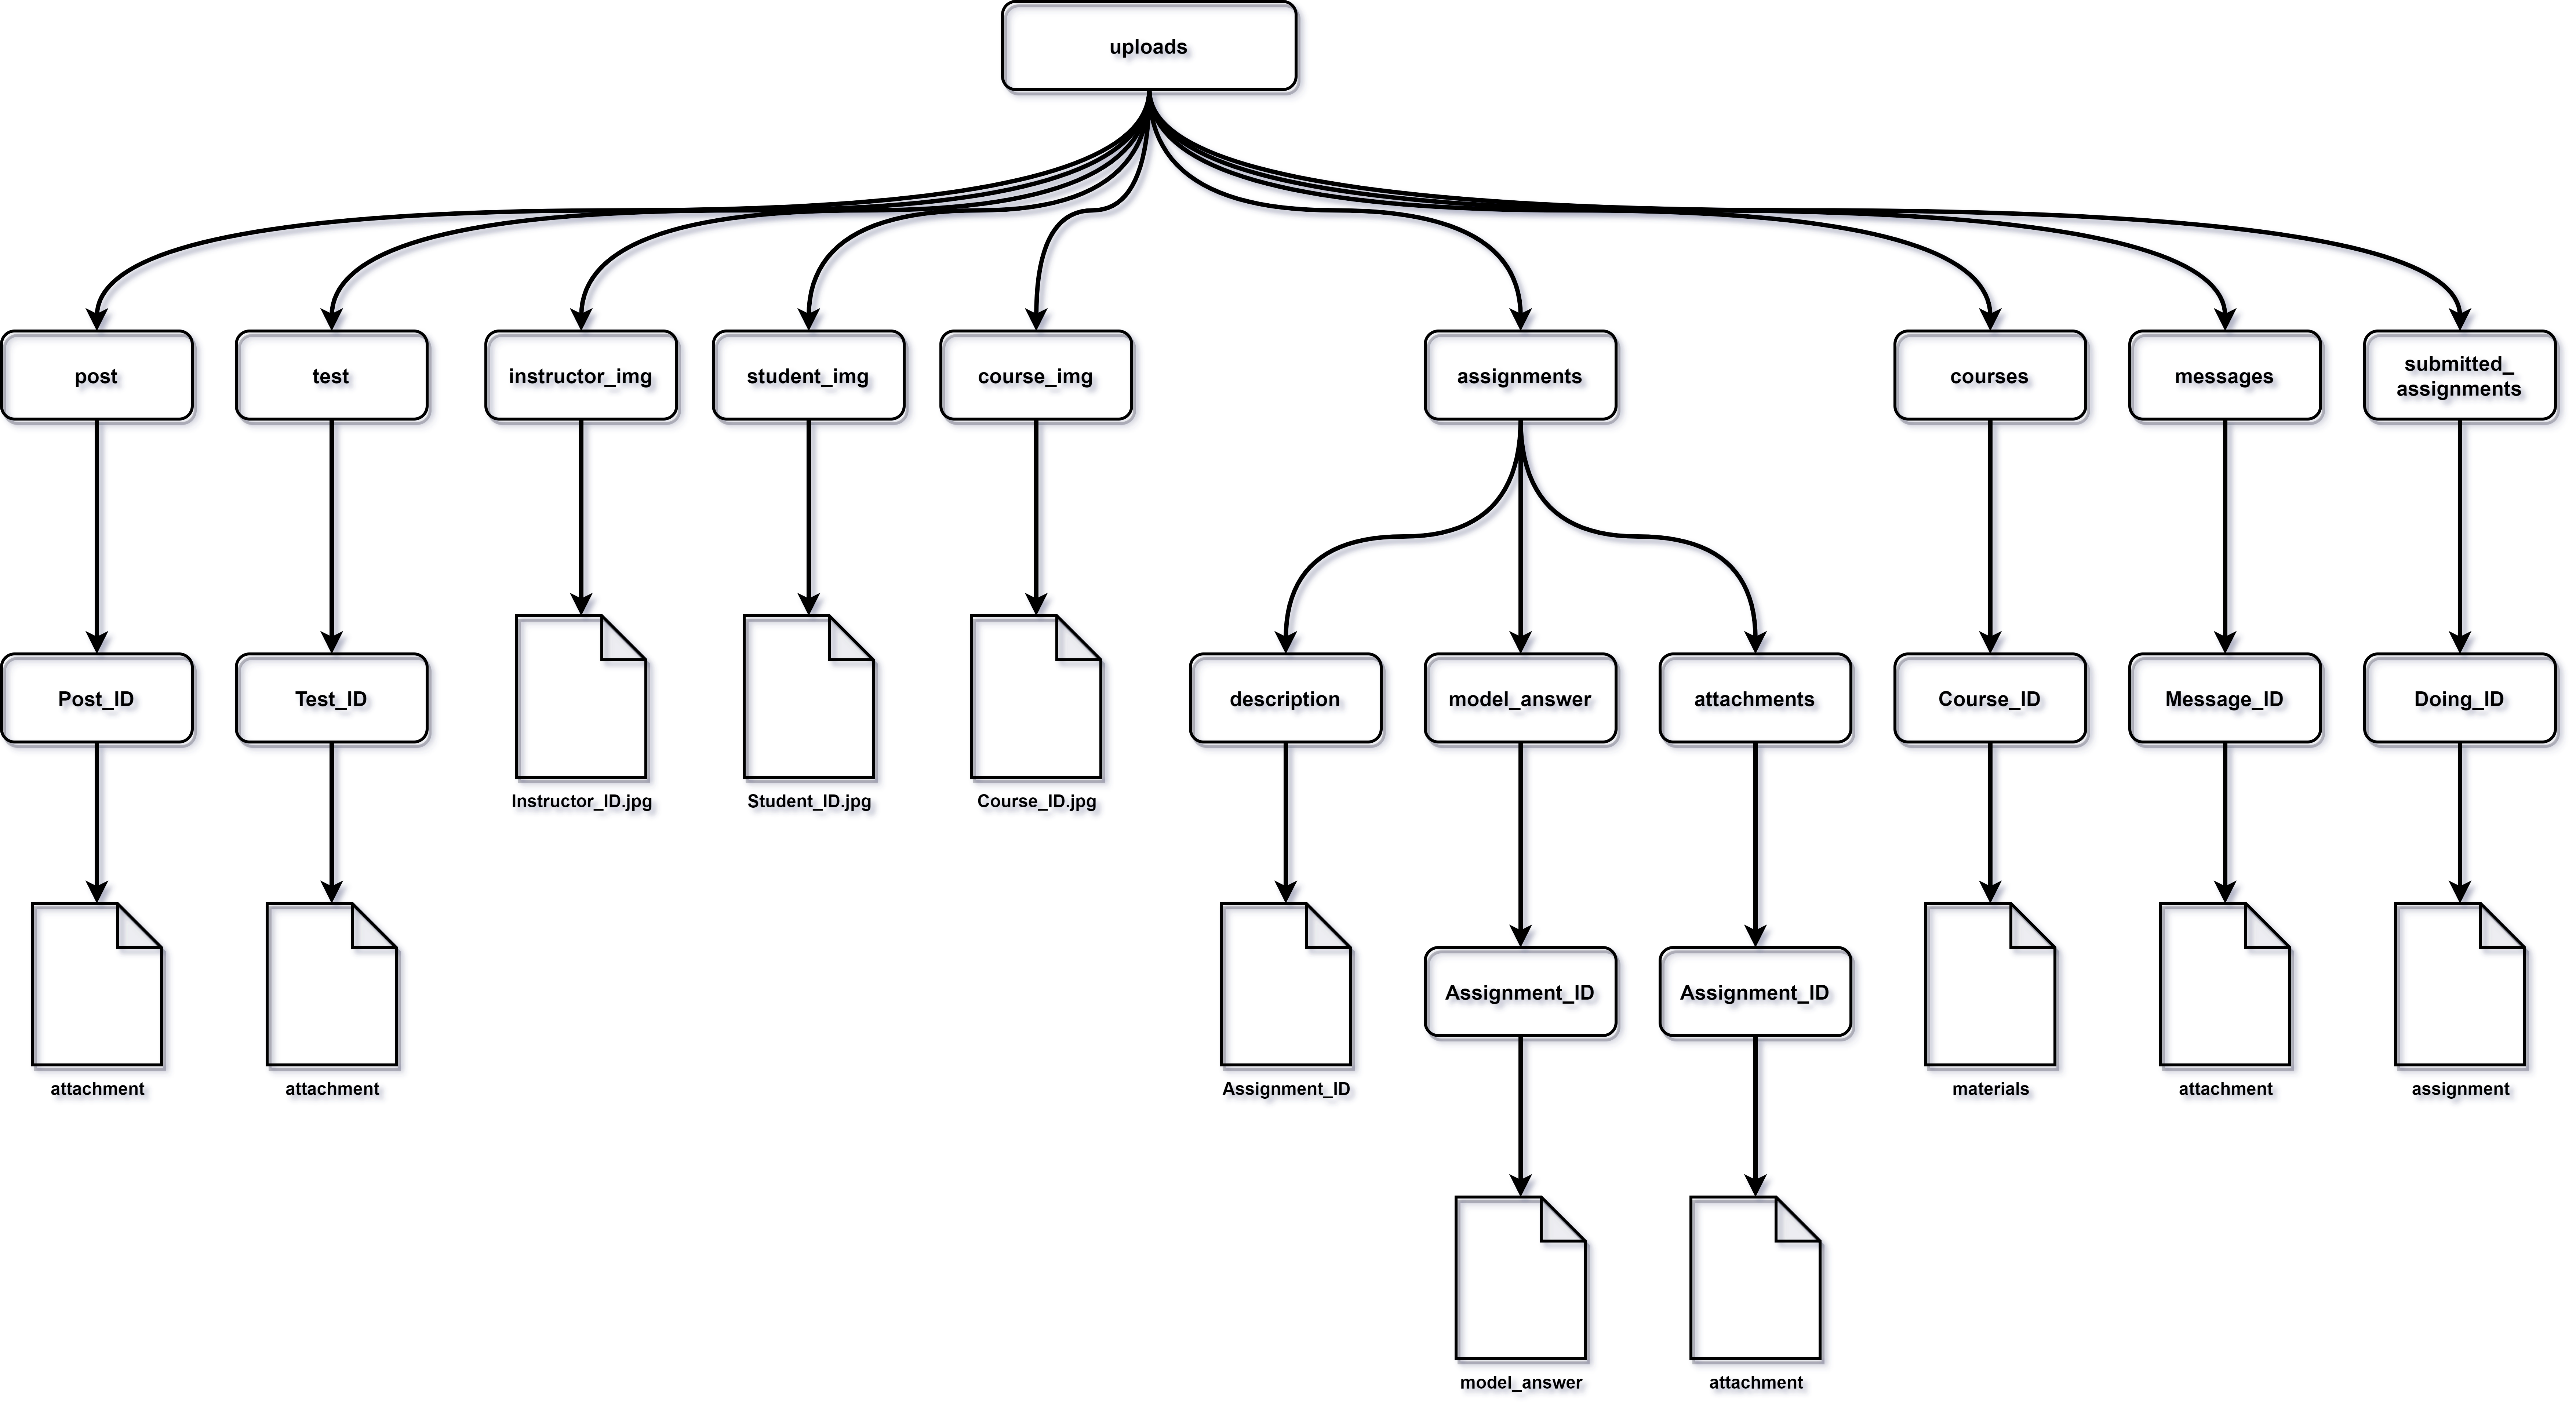 uploads
post
test
instructor_img
student_img
course_img
assignments
courses
messages
submitted_
assignments
Post_ID
Test_ID
description
model_answer
attachments
Course_ID
Message_ID
Doing_ID
Instructor_ID.jpg
Student_ID.jpg
Course_ID.jpg
Assignment_ID
Assignment_ID
attachment
attachment
Assignment_ID
materials
attachment
assignment
model_answer
attachment